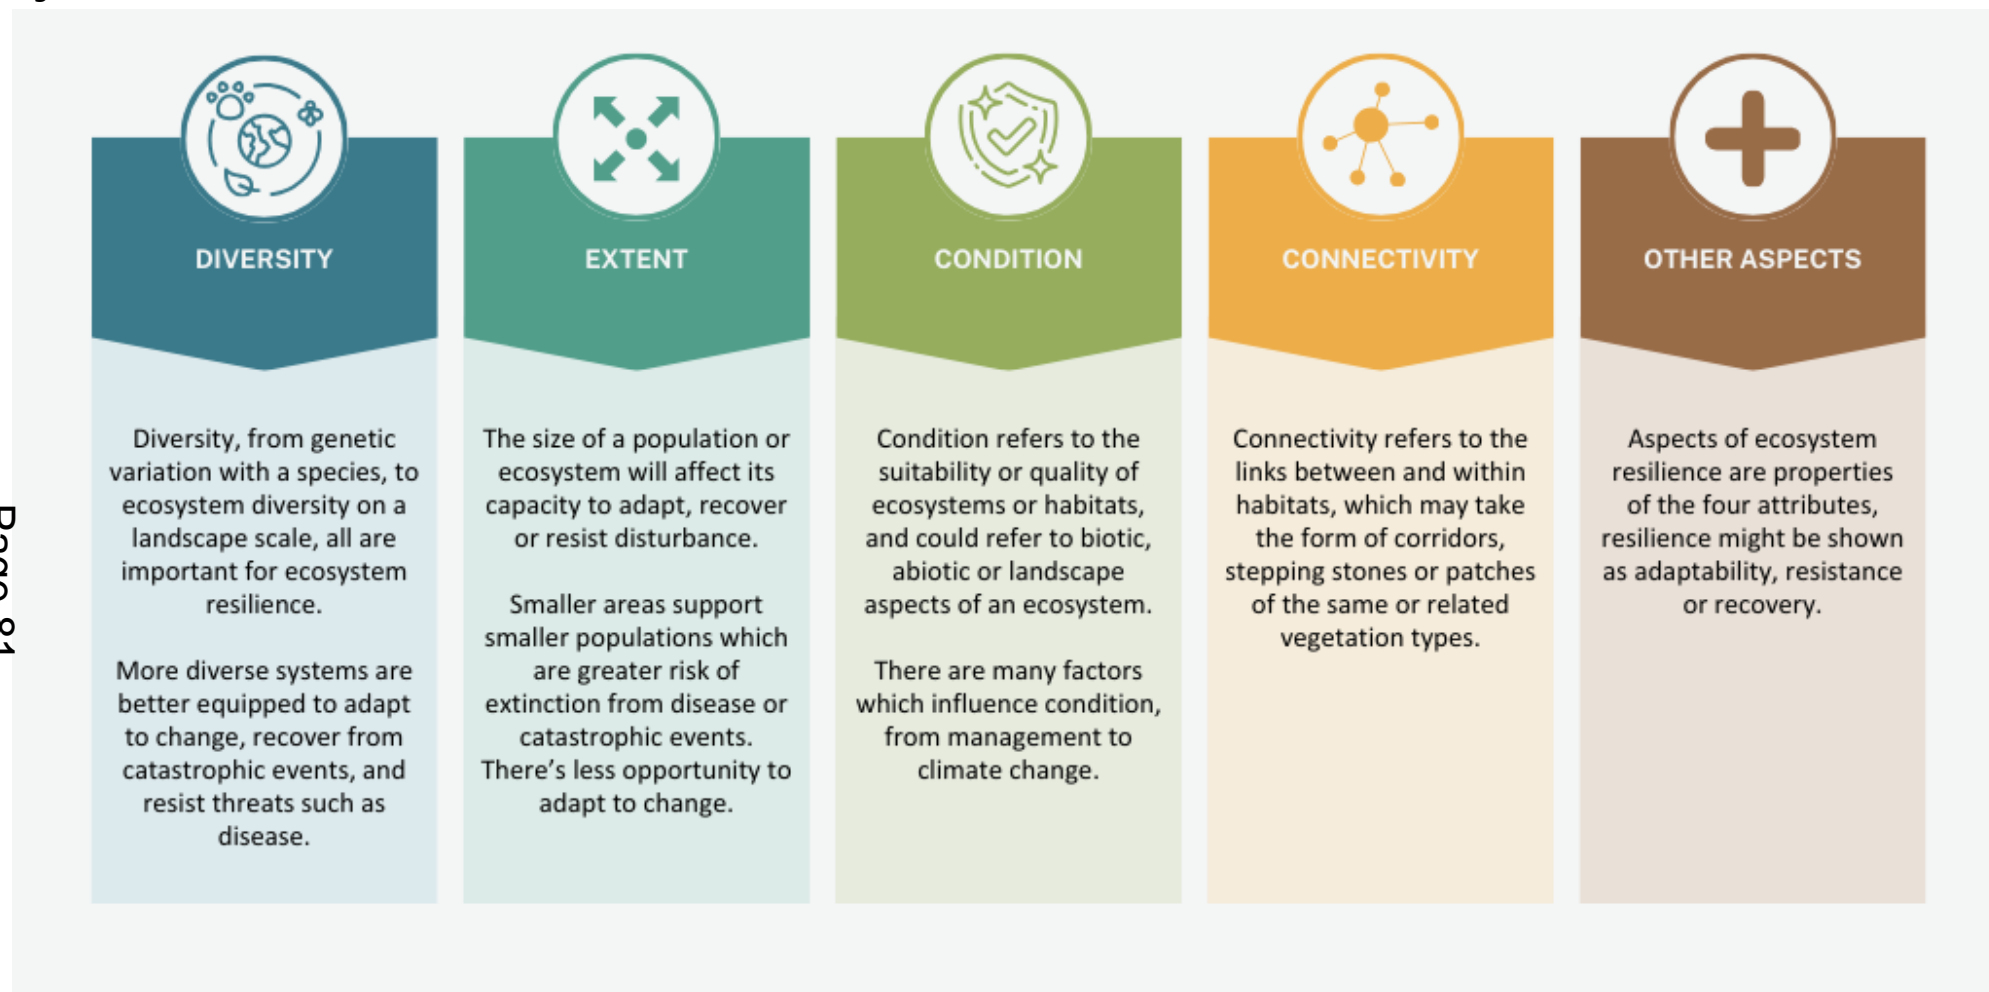 DIVERSITY
Diversity, from genetic
variation with a species, to
ecosystem diversity on a
landscape scale, all are
important for ecosystem
resilience.
More diverse systems are
better equipped to adapt
to change, recover from
catastrophic events, and
resist threats such as
disease.
EXTENT
The size of a population or
ecosystem will affect its
capacity to adapt, recover
or resist disturbance.
Smaller areas support
smaller populations which
are greater risk of
extinction from disease or
catastrophic events.
There's less opportunity to
adapt to change.
CONDITION
Condition refers to the
suitability or quality of
ecosystems or habitats,
and could refer to biotic,
abiotic or landscape
aspects of an ecosystem.
There are many factors
which influence condition,
from management to
climate change.
CONNECTIVITY
Connectivity refers to the
links between and within
habitats, which may take
the form of corridors,
stepping stones or patches
of the same or related
vegetation types.
OTHER ASPECTS
Aspects of ecosystem
resilience are properties
of the four attributes,
resilience might be shown
as adaptability, resistance
or recovery.
Page 81